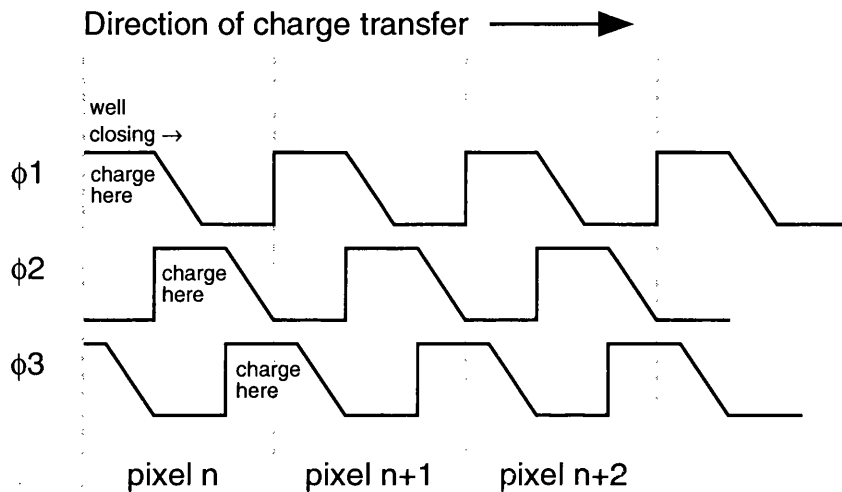 Direction of charge transfer
well
closing →
ϕ1
charge
here
ϕ2
charge
here
ϕ3
charge
here
pixel n
pixel n+1
pixel n+2